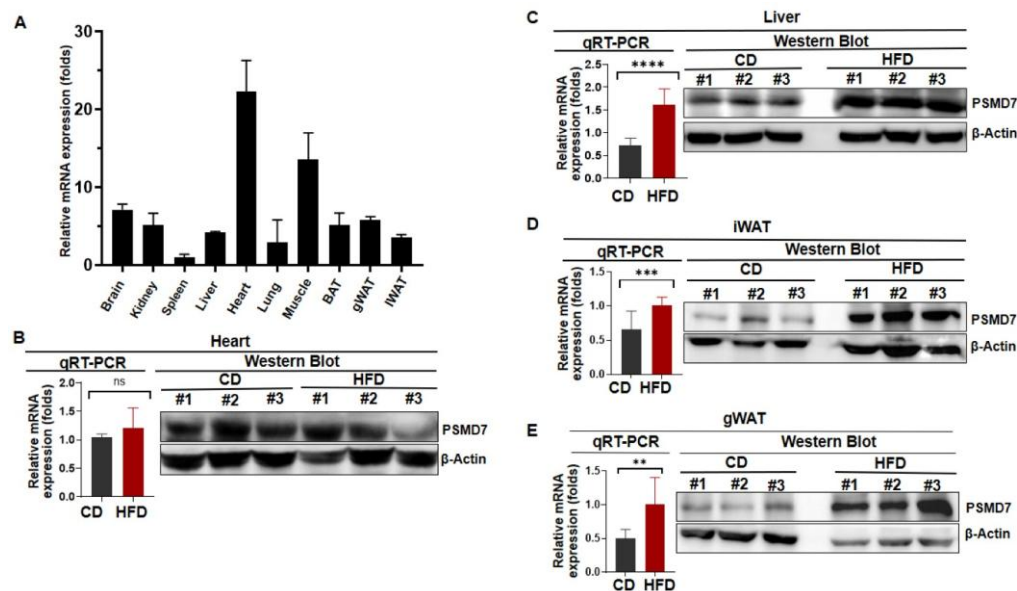 A
Relative mRNA expression (folds)
30
20
10
0
Brain
Kidney
Spleen
Liver
Heart
Lung
Muscle
BAT
gWAT
IWAT
B
Heart
qRT-PCR
Western Blot
Relative mRNA
expression (folds)
2.0
1.5
1.0
0.5
0.0
ns
CD HFD
CD HFD
#1 #2 #3 #1 #2 #3
PSMD7
β-Actin
C
Liver
qRT-PCR
Western Blot
Relative mRNA
expression (folds)
2.5
2.0
1.5
1.0
0.5
0.0
****
CD HFD
CD HFD
#1 #2 #3 #1 #2 #3
PSMD7
β-Actin
D
iWAT
qRT-PCR
Western Blot
Relative mRNA
expression (folds)
1.5
1.0
0.5
0.0
***
CD HFD
CD HFD
#1 #2 #3 #1 #2 #3
PSMD7
β-Actin
E
gWAT
qRT-PCR
Western Blot
Relative mRNA
expression (folds)
1.5
1.0
0.5
0.0
**
CD HFD
CD HFD
#1 #2 #3 #1 #2 #3
PSMD7
β-Actin